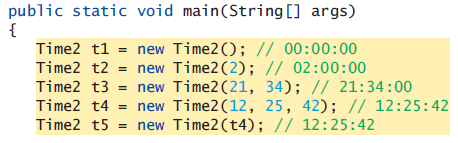 public static void main(String[] args)
{
Time2 t1 = new Time2(); // 00:00:00
Time2 t2 = new Time2(2); // 02:00:00
Time2 t3 = new Time2(21, 34); // 21:34:00
Time2 t4 = new Time2(12, 25, 42); // 12:25:42
Time2 t5 = new Time2(t4); // 12:25:42